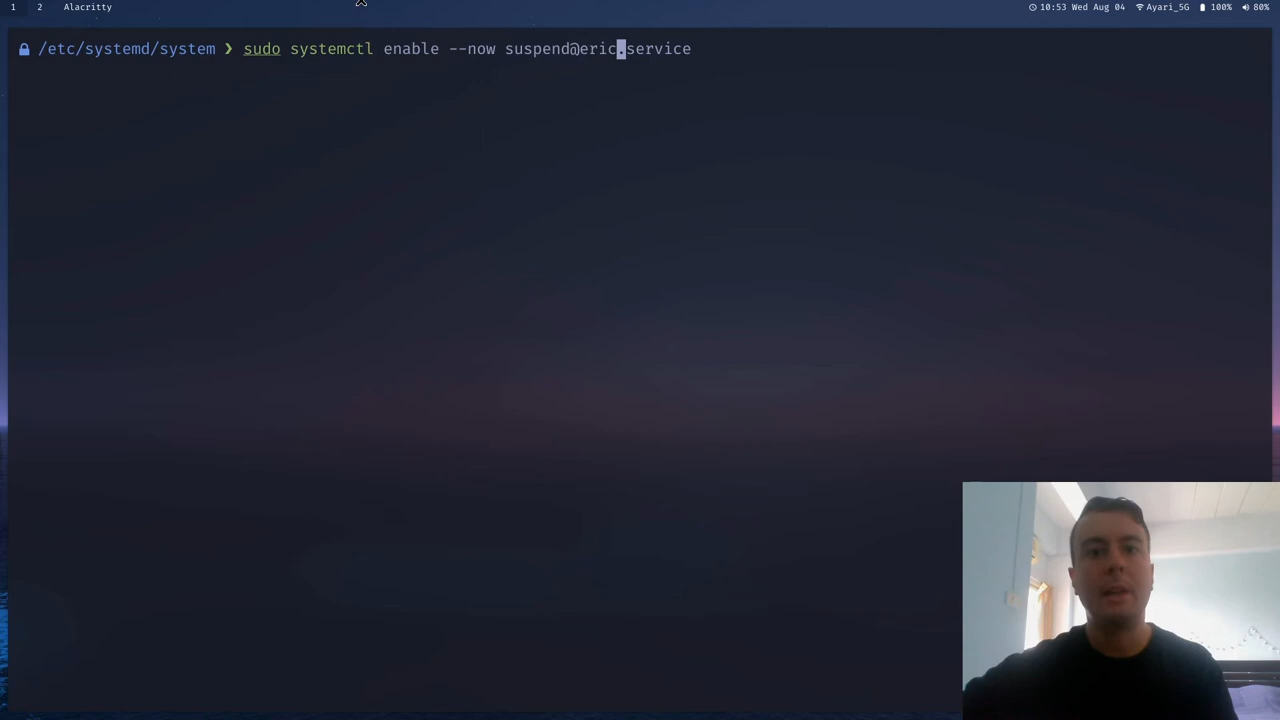 1 2 Alacritty 10:53 Wed Aug 04 Ayari_5G 100% 80%
/etc/systemd/system ❯ sudo systemctl enable --now suspend@eric.service